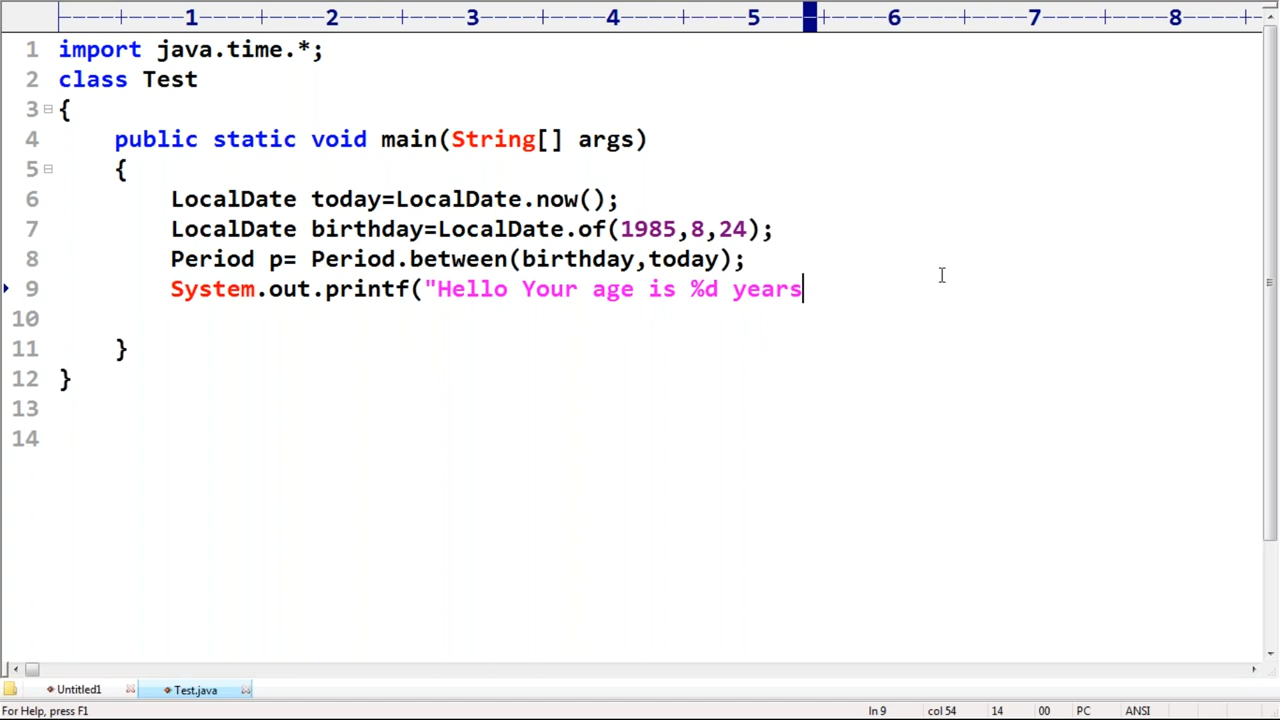 1 2 3 4 5 6 7 8
1 import java.time.*;
2 class Test
3 {
4 public static void main(String[] args)
5 {
6 LocalDate today=LocalDate.now();
7 LocalDate birthday=LocalDate.of(1985,8,24);
8 Period p= Period.between(birthday,today);
9 System.out.printf("Hello Your age is %d years
10
11 }
12 }
13
14
Untitled1 Test.java
For Help, press F1 ln 9 col 54 14 00 PC ANSI